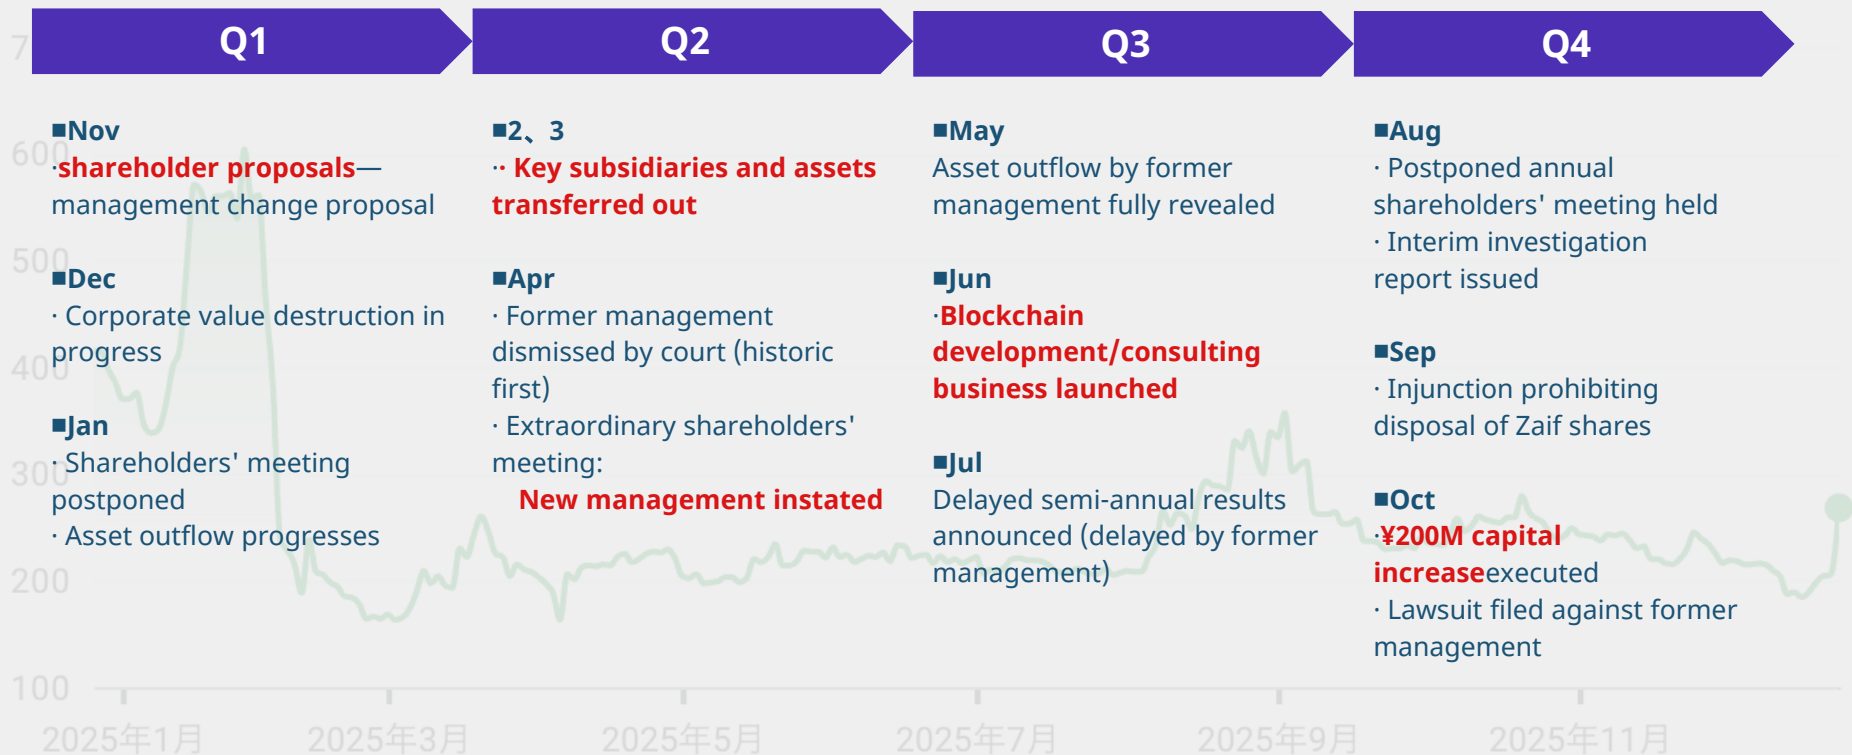 Q1
■Nov
·shareholder proposals—
management change proposal
■Dec
· Corporate value destruction in
progress
■Jan
· Shareholders' meeting
postponed
· Asset outflow progresses
Q2
■2、3
·· Key subsidiaries and assets
transferred out
■Apr
· Former management
dismissed by court (historic
first)
· Extraordinary shareholders'
meeting:
New management instated
Q3
■May
Asset outflow by former
management fully revealed
■Jun
·Blockchain
development/consulting
business launched
■Jul
Delayed semi-annual results
announced (delayed by former
management)
Q4
■Aug
· Postponed annual
shareholders' meeting held
· Interim investigation
report issued
■Sep
· Injunction prohibiting
disposal of Zaif shares
■Oct
·¥200M capital
increaseexecuted
· Lawsuit filed against former
management
7
600
500
400
300
200
100
2025年1月 2025年3月 2025年5月 2025年7月 2025年9月 2025年11月